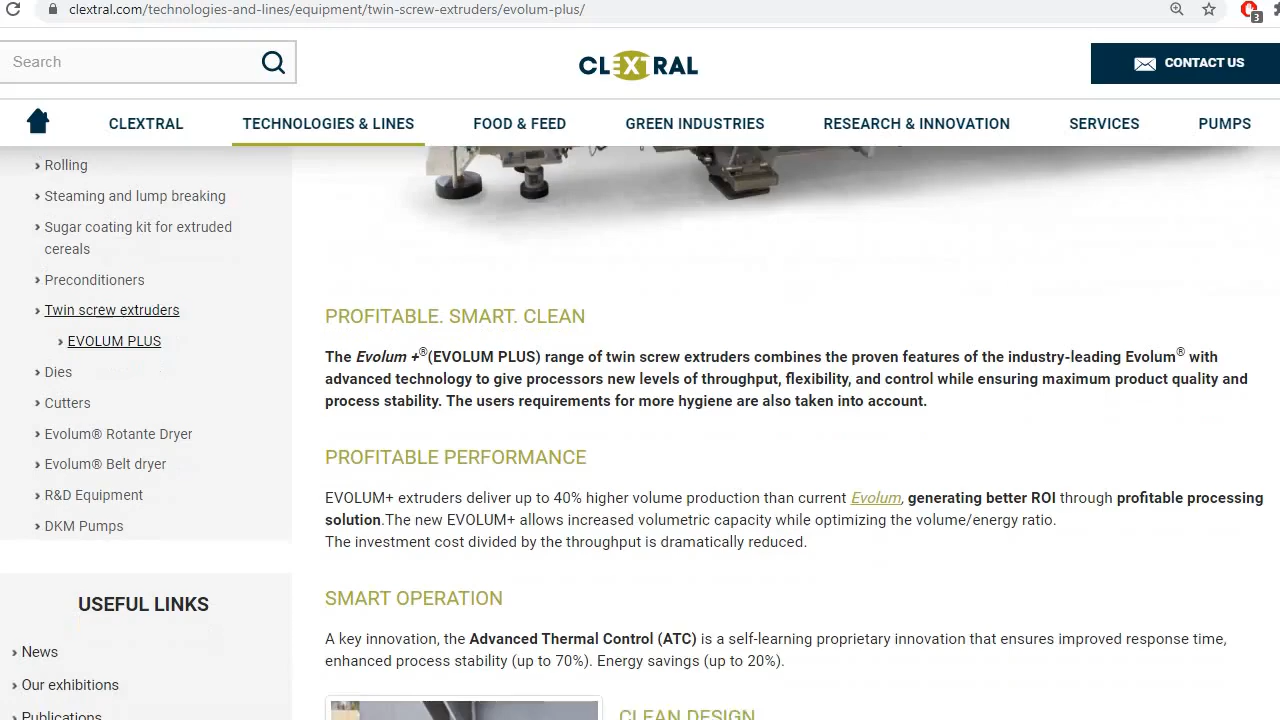 clextral.com/technologies-and-lines/equipment/twin-screw-extruders/evolum-plus/
3
Search
CLEXTRAL
CONTACT US
CLEXTRAL
TECHNOLOGIES & LINES
FOOD & FEED
GREEN INDUSTRIES
RESEARCH & INNOVATION
SERVICES
PUMPS
› Rolling
› Steaming and lump breaking
› Sugar coating kit for extruded
cereals
› Preconditioners
› Twin screw extruders
› EVOLUM PLUS
› Dies
› Cutters
› Evolum® Rotante Dryer
› Evolum® Belt dryer
› R&D Equipment
› DKM Pumps
USEFUL LINKS
› News
› Our exhibitions
› Publications
PROFITABLE. SMART. CLEAN
The Evolum +®(EVOLUM PLUS) range of twin screw extruders combines the proven features of the industry-leading Evolum® with
advanced technology to give processors new levels of throughput, flexibility, and control while ensuring maximum product quality and
process stability. The users requirements for more hygiene are also taken into account.
PROFITABLE PERFORMANCE
EVOLUM+ extruders deliver up to 40% higher volume production than current Evolum, generating better ROI through profitable processing
solution.The new EVOLUM+ allows increased volumetric capacity while optimizing the volume/energy ratio.
The investment cost divided by the throughput is dramatically reduced.
SMART OPERATION
A key innovation, the Advanced Thermal Control (ATC) is a self-learning proprietary innovation that ensures improved response time,
enhanced process stability (up to 70%). Energy savings (up to 20%).
CLEAN DESIGN